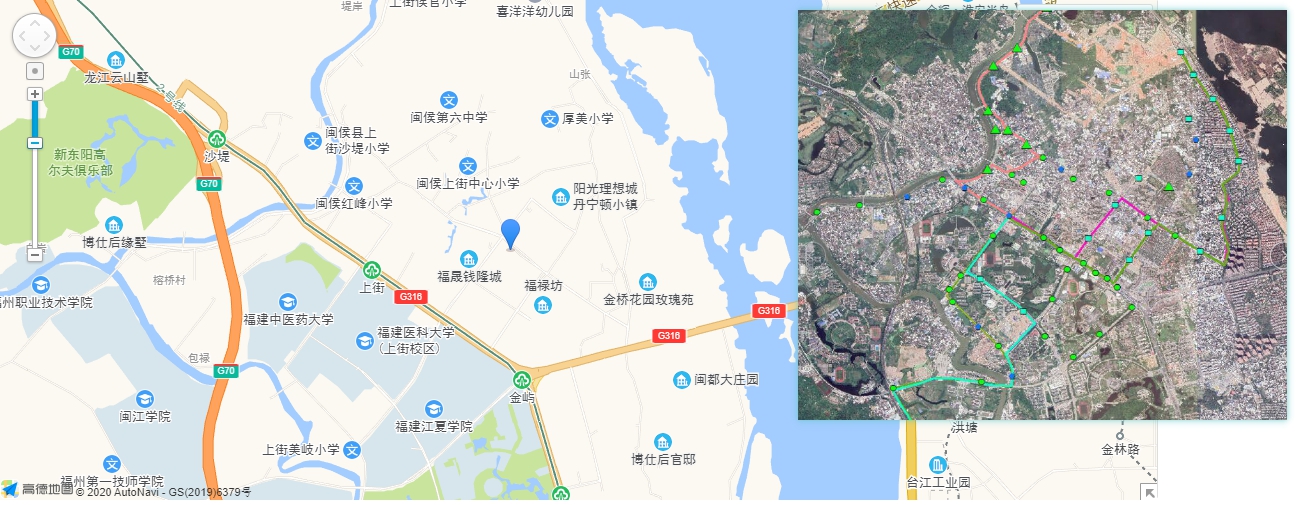 上街侯官小学
堤岸
喜洋洋幼儿园
G70
龙江云山墅
山张
2号线
闽侯第六中学
厚美小学
闽侯县上
街沙堤小学
沙堤
新东阳高
尔夫俱乐部
G70
闽侯上街中心小学
闽侯红峰小学
阳光理想城
丹宁顿小镇
博仕后缘墅
榕桥村
福晟钱隆城
福禄坊
金桥花园玫瑰苑
上街
G316
州职业技术学院
福建中医药大学
G316
G316
福建医科大学
(上街校区)
包禄
G70
金屿
闽都大庄园
闽江学院
福建江夏学院
洪塘
金林路
上街美岐小学
博仕后官邸
福州第一技师学院
台江工业园
高德地图 © 2020 AutoNavi - GS(2019)6379号